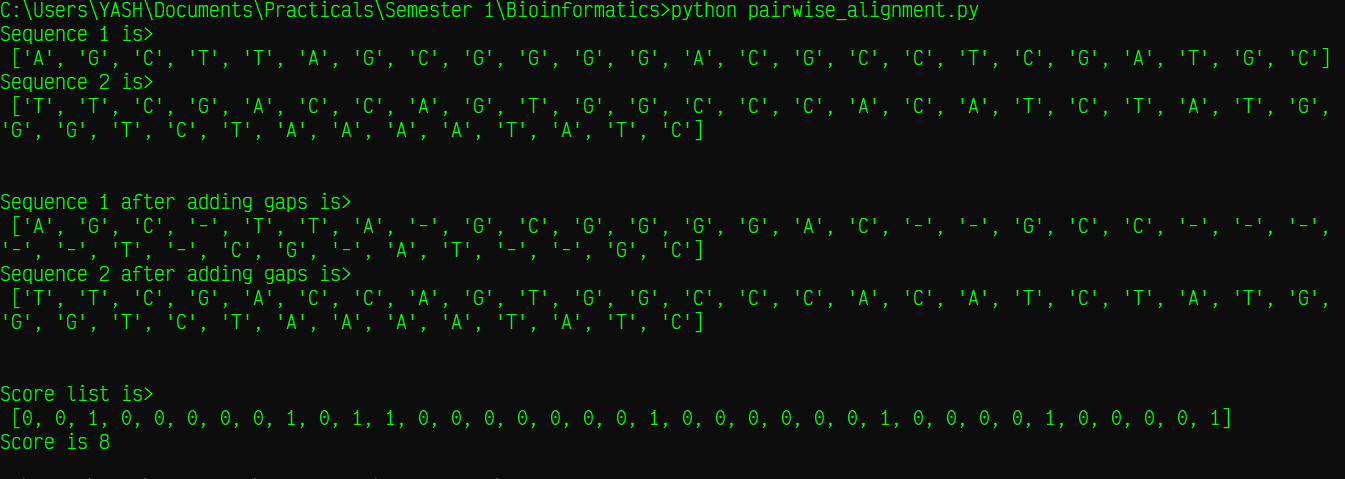 C:\Users\YASH\Documents\Practicals\Semester 1\Bioinformatics>python pairwise_alignment.py
Sequence 1 is>
['A', 'G', 'C', 'T', 'T', 'A', 'G', 'C', 'G', 'G', 'G', 'G', 'A', 'C', 'G', 'C', 'C', 'T', 'C', 'G', 'A', 'T', 'G', 'C']
Sequence 2 is>
['T', 'T', 'C', 'G', 'A', 'C', 'C', 'A', 'G', 'T', 'G', 'G', 'C', 'C', 'C', 'A', 'C', 'A', 'T', 'C', 'T', 'A', 'T', 'G',
'G', 'G', 'T', 'C', 'T', 'A', 'A', 'A', 'A', 'T', 'A', 'T', 'C']
Sequence 1 after adding gaps is>
['A', 'G', 'C', '-', 'T', 'T', 'A', '-', 'G', 'C', 'G', 'G', 'G', 'G', 'A', 'C', '-', '-', 'G', 'C', 'C', '-', '-', '-',
'-', '-', 'T', '-', 'C', 'G', '-', 'A', 'T', '-', '-', 'G', 'C']
Sequence 2 after adding gaps is>
['T', 'T', 'C', 'G', 'A', 'C', 'C', 'A', 'G', 'T', 'G', 'G', 'C', 'C', 'C', 'A', 'C', 'A', 'T', 'C', 'T', 'A', 'T', 'G',
'G', 'G', 'T', 'C', 'T', 'A', 'A', 'A', 'A', 'T', 'A', 'T', 'C']
Score list is>
[0, 0, 1, 0, 0, 0, 0, 0, 1, 0, 1, 1, 0, 0, 0, 0, 0, 0, 0, 1, 0, 0, 0, 0, 0, 0, 1, 0, 0, 0, 0, 1, 0, 0, 0, 0, 1]
Score is 8